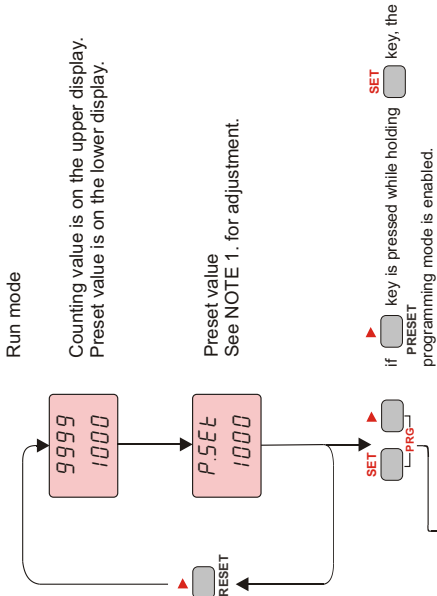 Run mode
9999
1000
Counting value is on the upper display.
Preset value is on the lower display.
P.SEt
1000
Preset value
See NOTE 1. for adjustment.
RESET
SET
PRG
if
PRESET
key is pressed while holding
SET
key, the
programming mode is enabled.